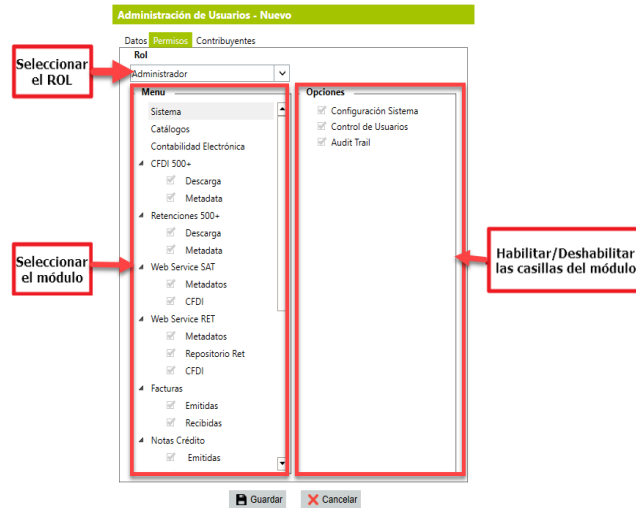 Administración de Usuarios - Nuevo
Datos Permisos Contribuyentes
Rol
Administrador
Seleccionar
el ROL
Menu
Sistema
Catálogos
Contabilidad Electrónica
CFDI 500+
Descarga
Metadata
Retenciones 500+
Descarga
Metadata
Web Service SAT
Metadatos
CFDI
Web Service RET
Metadatos
Repositorio Ret
CFDI
Facturas
Emitidas
Recibidas
Notas Crédito
Emitidas
Seleccionar
el módulo
Opciones
Configuración Sistema
Control de Usuarios
Audit Trail
Habilitar/Deshabilitar
las casillas del módulo
Guardar
Cancelar